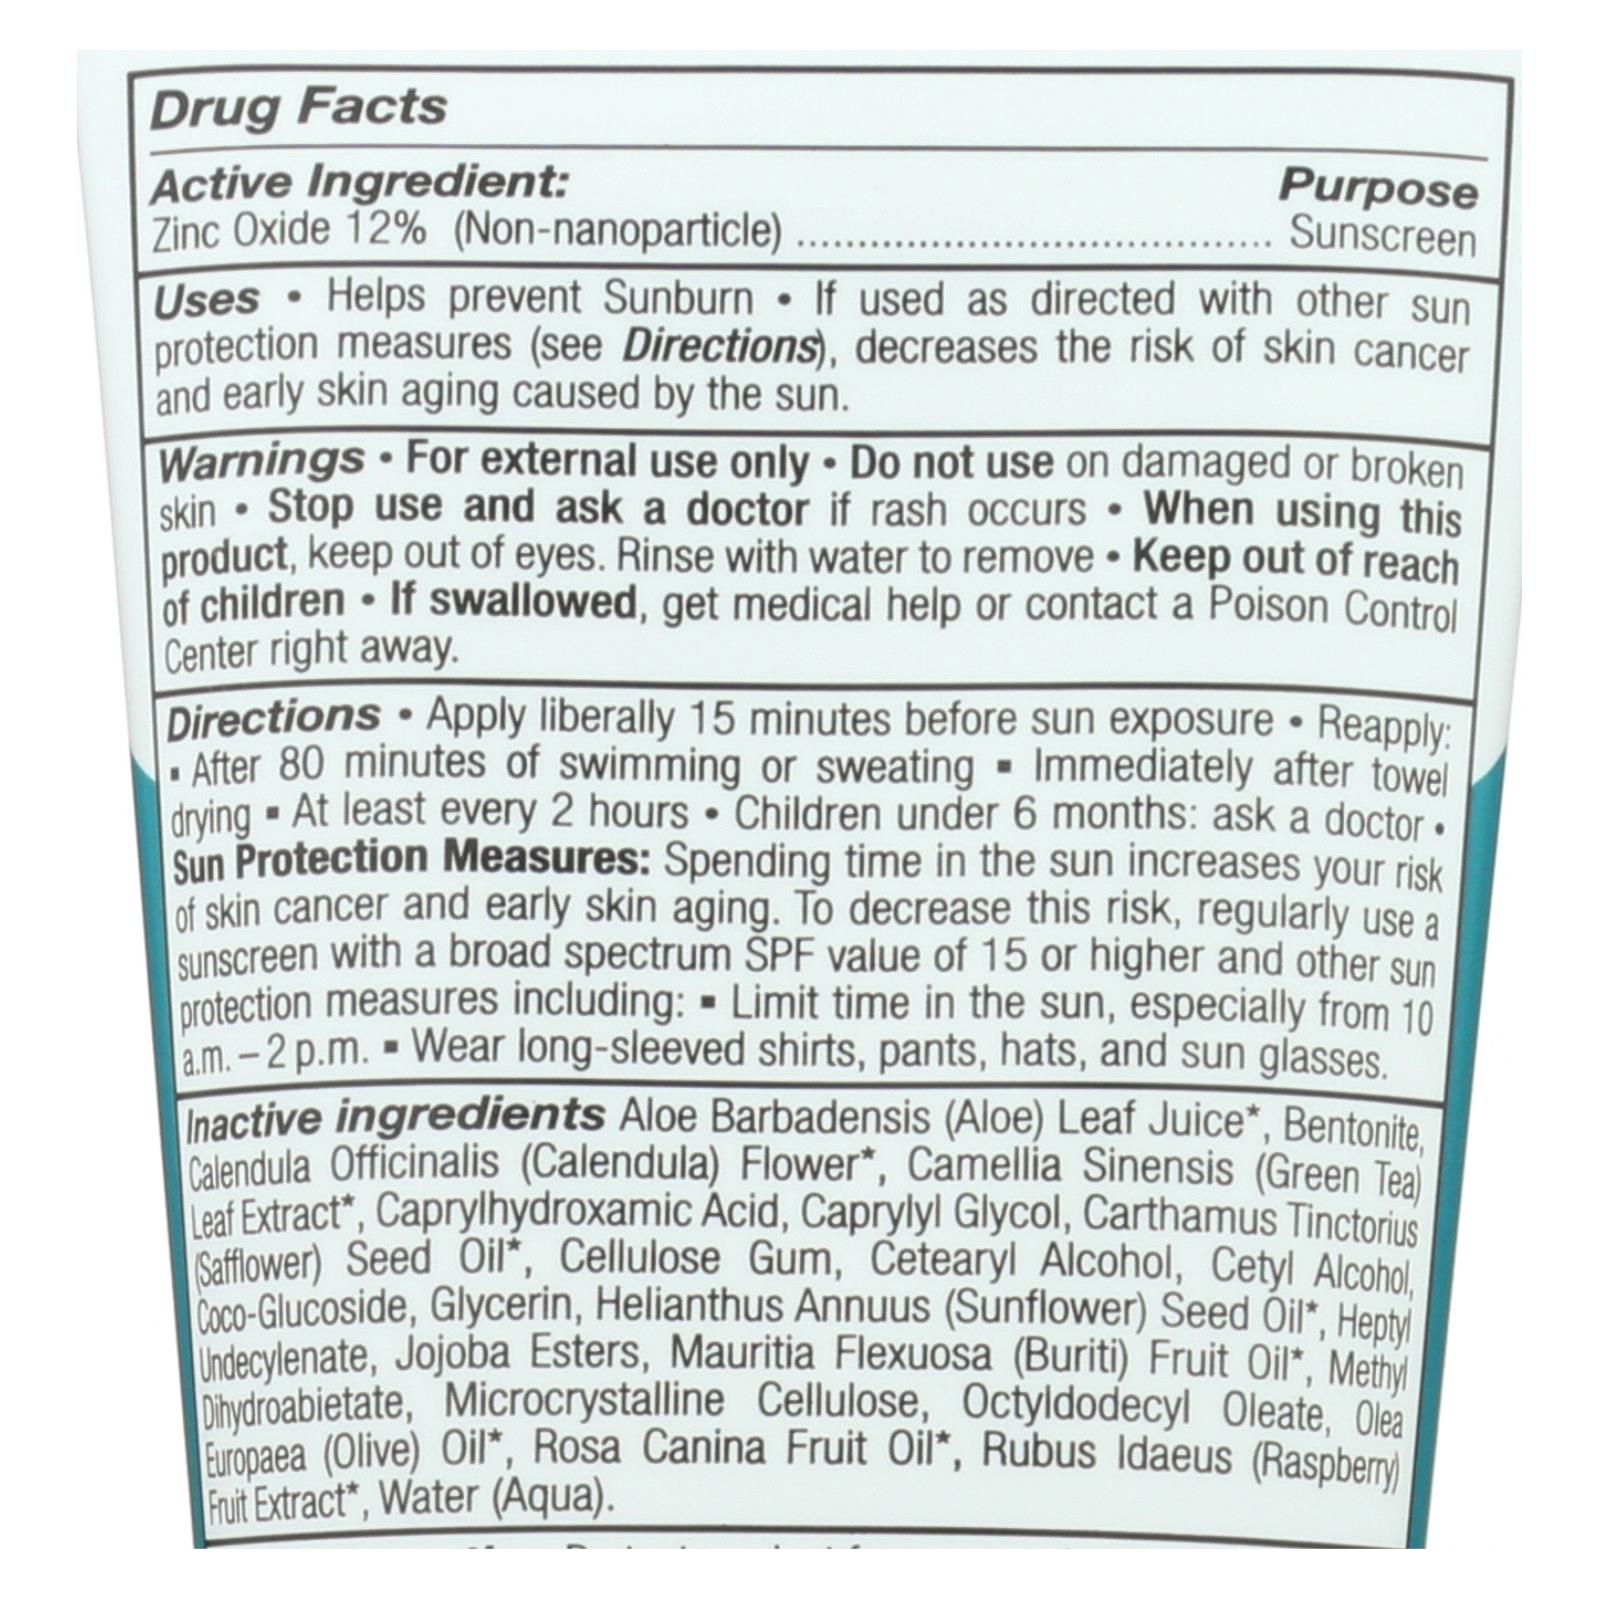 Drug Facts
Active Ingredient: Purpose
Zinc Oxide 12% (Non-nanoparticle) ....................................... Sunscreen
Uses • Helps prevent Sunburn • If used as directed with other sun
protection measures (see Directions), decreases the risk of skin cancer
and early skin aging caused by the sun.
Warnings • For external use only • Do not use on damaged or broken
skin • Stop use and ask a doctor if rash occurs • When using this
product, keep out of eyes. Rinse with water to remove • Keep out of reach
of children • If swallowed, get medical help or contact a Poison Control
Center right away.
Directions • Apply liberally 15 minutes before sun exposure • Reapply:
▪ After 80 minutes of swimming or sweating ▪ Immediately after towel
drying ▪ At least every 2 hours • Children under 6 months: ask a doctor •
Sun Protection Measures: Spending time in the sun increases your risk
of skin cancer and early skin aging. To decrease this risk, regularly use a
sunscreen with a broad spectrum SPF value of 15 or higher and other sun
protection measures including: ▪ Limit time in the sun, especially from 10
a.m. – 2 p.m. ▪ Wear long-sleeved shirts, pants, hats, and sun glasses.
Inactive ingredients Aloe Barbadensis (Aloe) Leaf Juice*, Bentonite,
Calendula Officinalis (Calendula) Flower*, Camellia Sinensis (Green Tea)
Leaf Extract*, Caprylhydroxamic Acid, Caprylyl Glycol, Carthamus Tinctorius
(Safflower) Seed Oil*, Cellulose Gum, Cetearyl Alcohol, Cetyl Alcohol,
Coco-Glucoside, Glycerin, Helianthus Annuus (Sunflower) Seed Oil*, Heptyl
Undecylenate, Jojoba Esters, Mauritia Flexuosa (Buriti) Fruit Oil*, Methyl
Dihydroabietate, Microcrystalline Cellulose, Octyldodecyl Oleate, Olea
Europaea (Olive) Oil*, Rosa Canina Fruit Oil*, Rubus Idaeus (Raspberry)
Fruit Extract*, Water (Aqua).